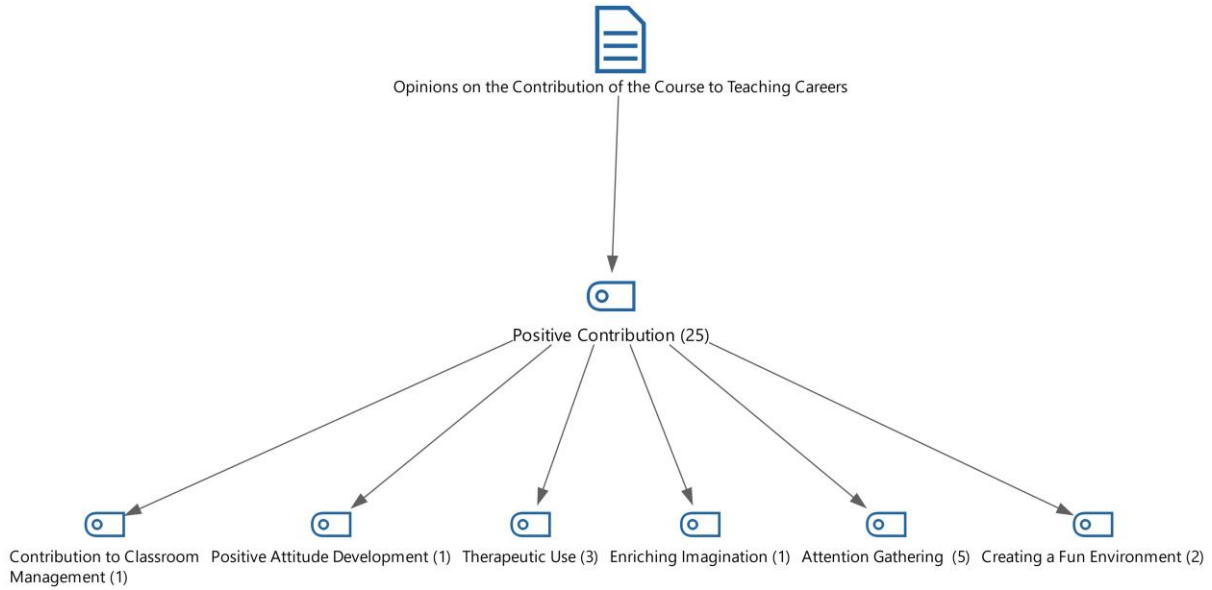 Opinions on the Contribution of the Course to Teaching Careers
Positive Contribution (25)
Contribution to Classroom
Management (1)
Positive Attitude Development (1)
Therapeutic Use (3)
Enriching Imagination (1)
Attention Gathering (5)
Creating a Fun Environment (2)